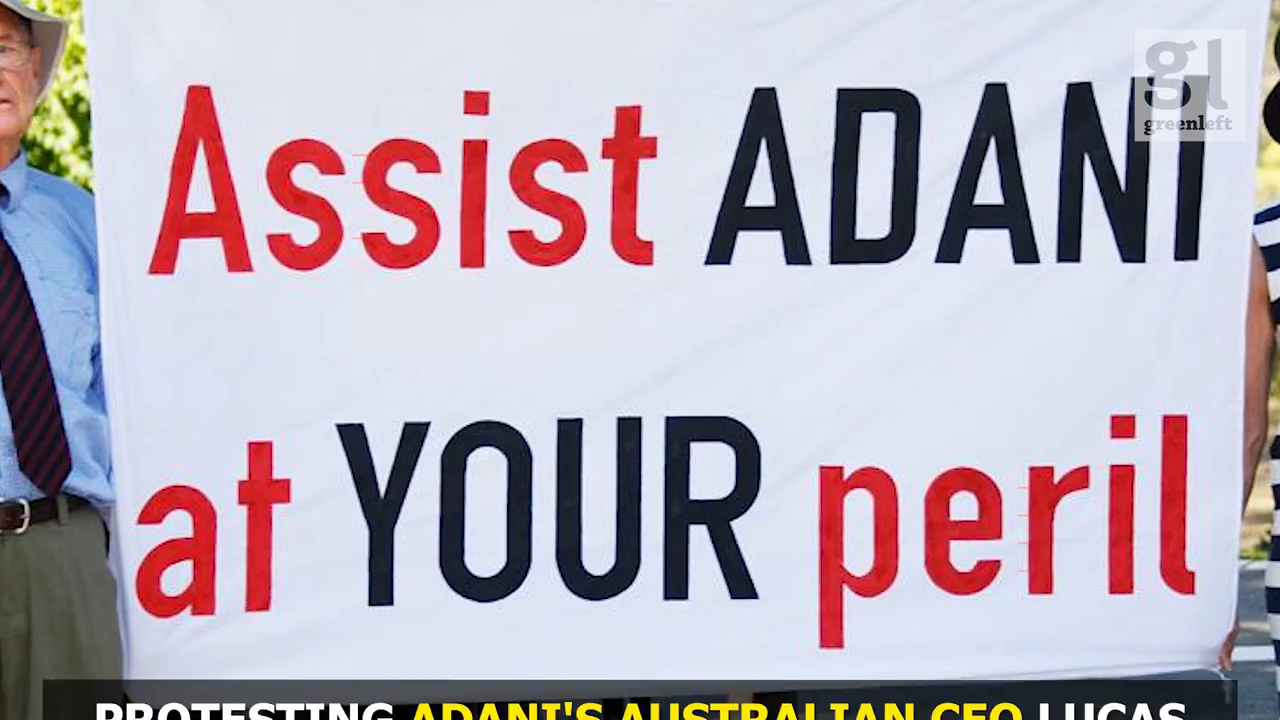 gl
greenleft
Assist ADANI
at YOUR peril
PROTESTING ADANI'S AUSTRALIAN CEO LUCAS